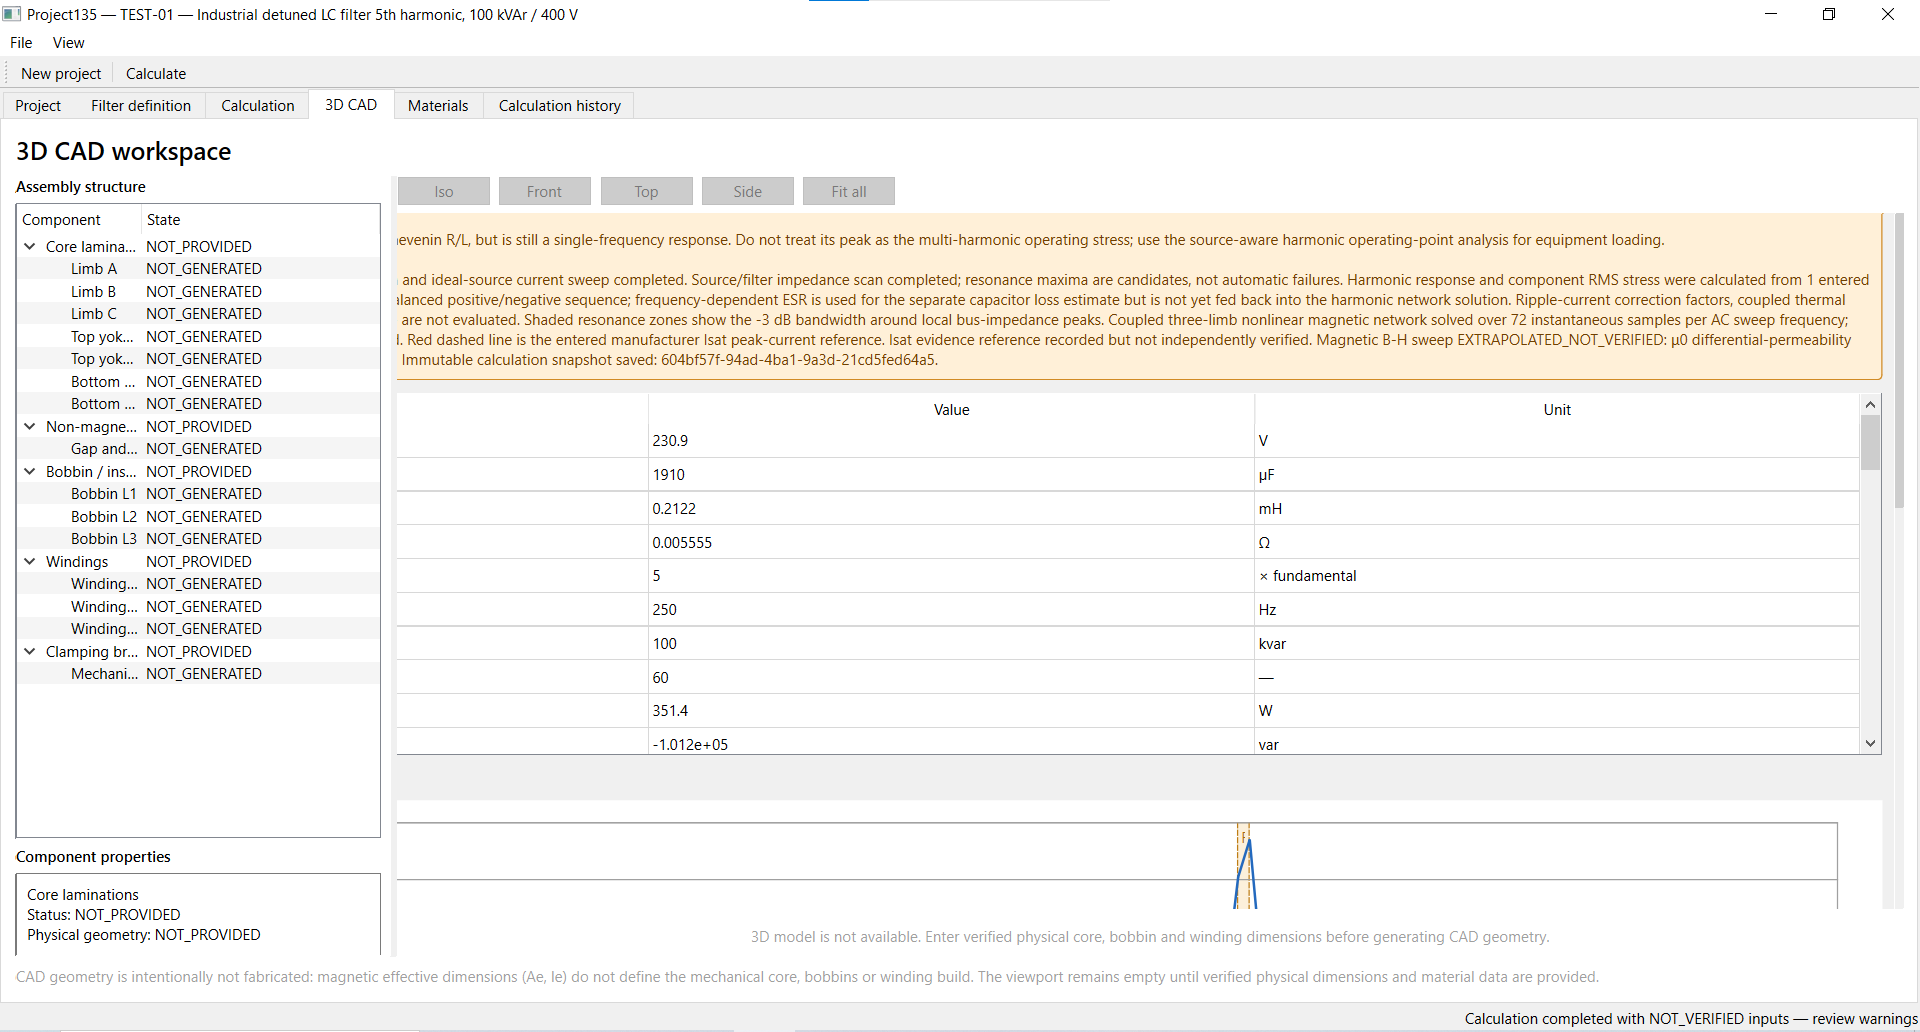 Project135 — TEST-01 — Industrial detuned LC filter 5th harmonic, 100 kVAr / 400 V
File View
New project Calculate
Project Filter definition Calculation 3D CAD Materials Calculation history
3D CAD workspace
Assembly structure
Component State
Core lamina... NOT_PROVIDED
Limb A NOT_GENERATED
Limb B NOT_GENERATED
Limb C NOT_GENERATED
Top yok... NOT_GENERATED
Top yok... NOT_GENERATED
Bottom ... NOT_GENERATED
Bottom ... NOT_GENERATED
Non-magne... NOT_PROVIDED
Gap and... NOT_GENERATED
Bobbin / ins... NOT_PROVIDED
Bobbin L1 NOT_GENERATED
Bobbin L2 NOT_GENERATED
Bobbin L3 NOT_GENERATED
Windings NOT_PROVIDED
Winding... NOT_GENERATED
Winding... NOT_GENERATED
Winding... NOT_GENERATED
Clamping br... NOT_PROVIDED
Mechani... NOT_GENERATED
Component properties
Core laminations
Status: NOT_PROVIDED
Physical geometry: NOT_PROVIDED
Iso Front Top Side Fit all
evenin R/L, but is still a single-frequency response. Do not treat its peak as the multi-harmonic operating stress; use the source-aware harmonic operating-point analysis for equipment loading.
and ideal-source current sweep completed. Source/filter impedance scan completed; resonance maxima are candidates, not automatic failures. Harmonic response and component RMS stress were calculated from 1 entered
alanced positive/negative sequence; frequency-dependent ESR is used for the separate capacitor loss estimate but is not yet fed back into the harmonic network solution. Ripple-current correction factors, coupled thermal
are not evaluated. Shaded resonance zones show the -3 dB bandwidth around local bus-impedance peaks. Coupled three-limb nonlinear magnetic network solved over 72 instantaneous samples per AC sweep frequency;
. Red dashed line is the entered manufacturer Isat peak-current reference. Isat evidence reference recorded but not independently verified. Magnetic B-H sweep EXTRAPOLATED_NOT_VERIFIED: μ0 differential-permeability
Immutable calculation snapshot saved: 604bf57f-94ad-4ba1-9a3d-21cd5fed64a5.
Value Unit
230.9 V
1910 μF
0.2122 mH
0.005555 Ω
5 × fundamental
250 Hz
100 kvar
60 —
351.4 W
-1.012e+05 var
3D model is not available. Enter verified physical core, bobbin and winding dimensions before generating CAD geometry.
CAD geometry is intentionally not fabricated: magnetic effective dimensions (Ae, le) do not define the mechanical core, bobbins or winding build. The viewport remains empty until verified physical dimensions and material data are provided.
Calculation completed with NOT_VERIFIED inputs — review warnings